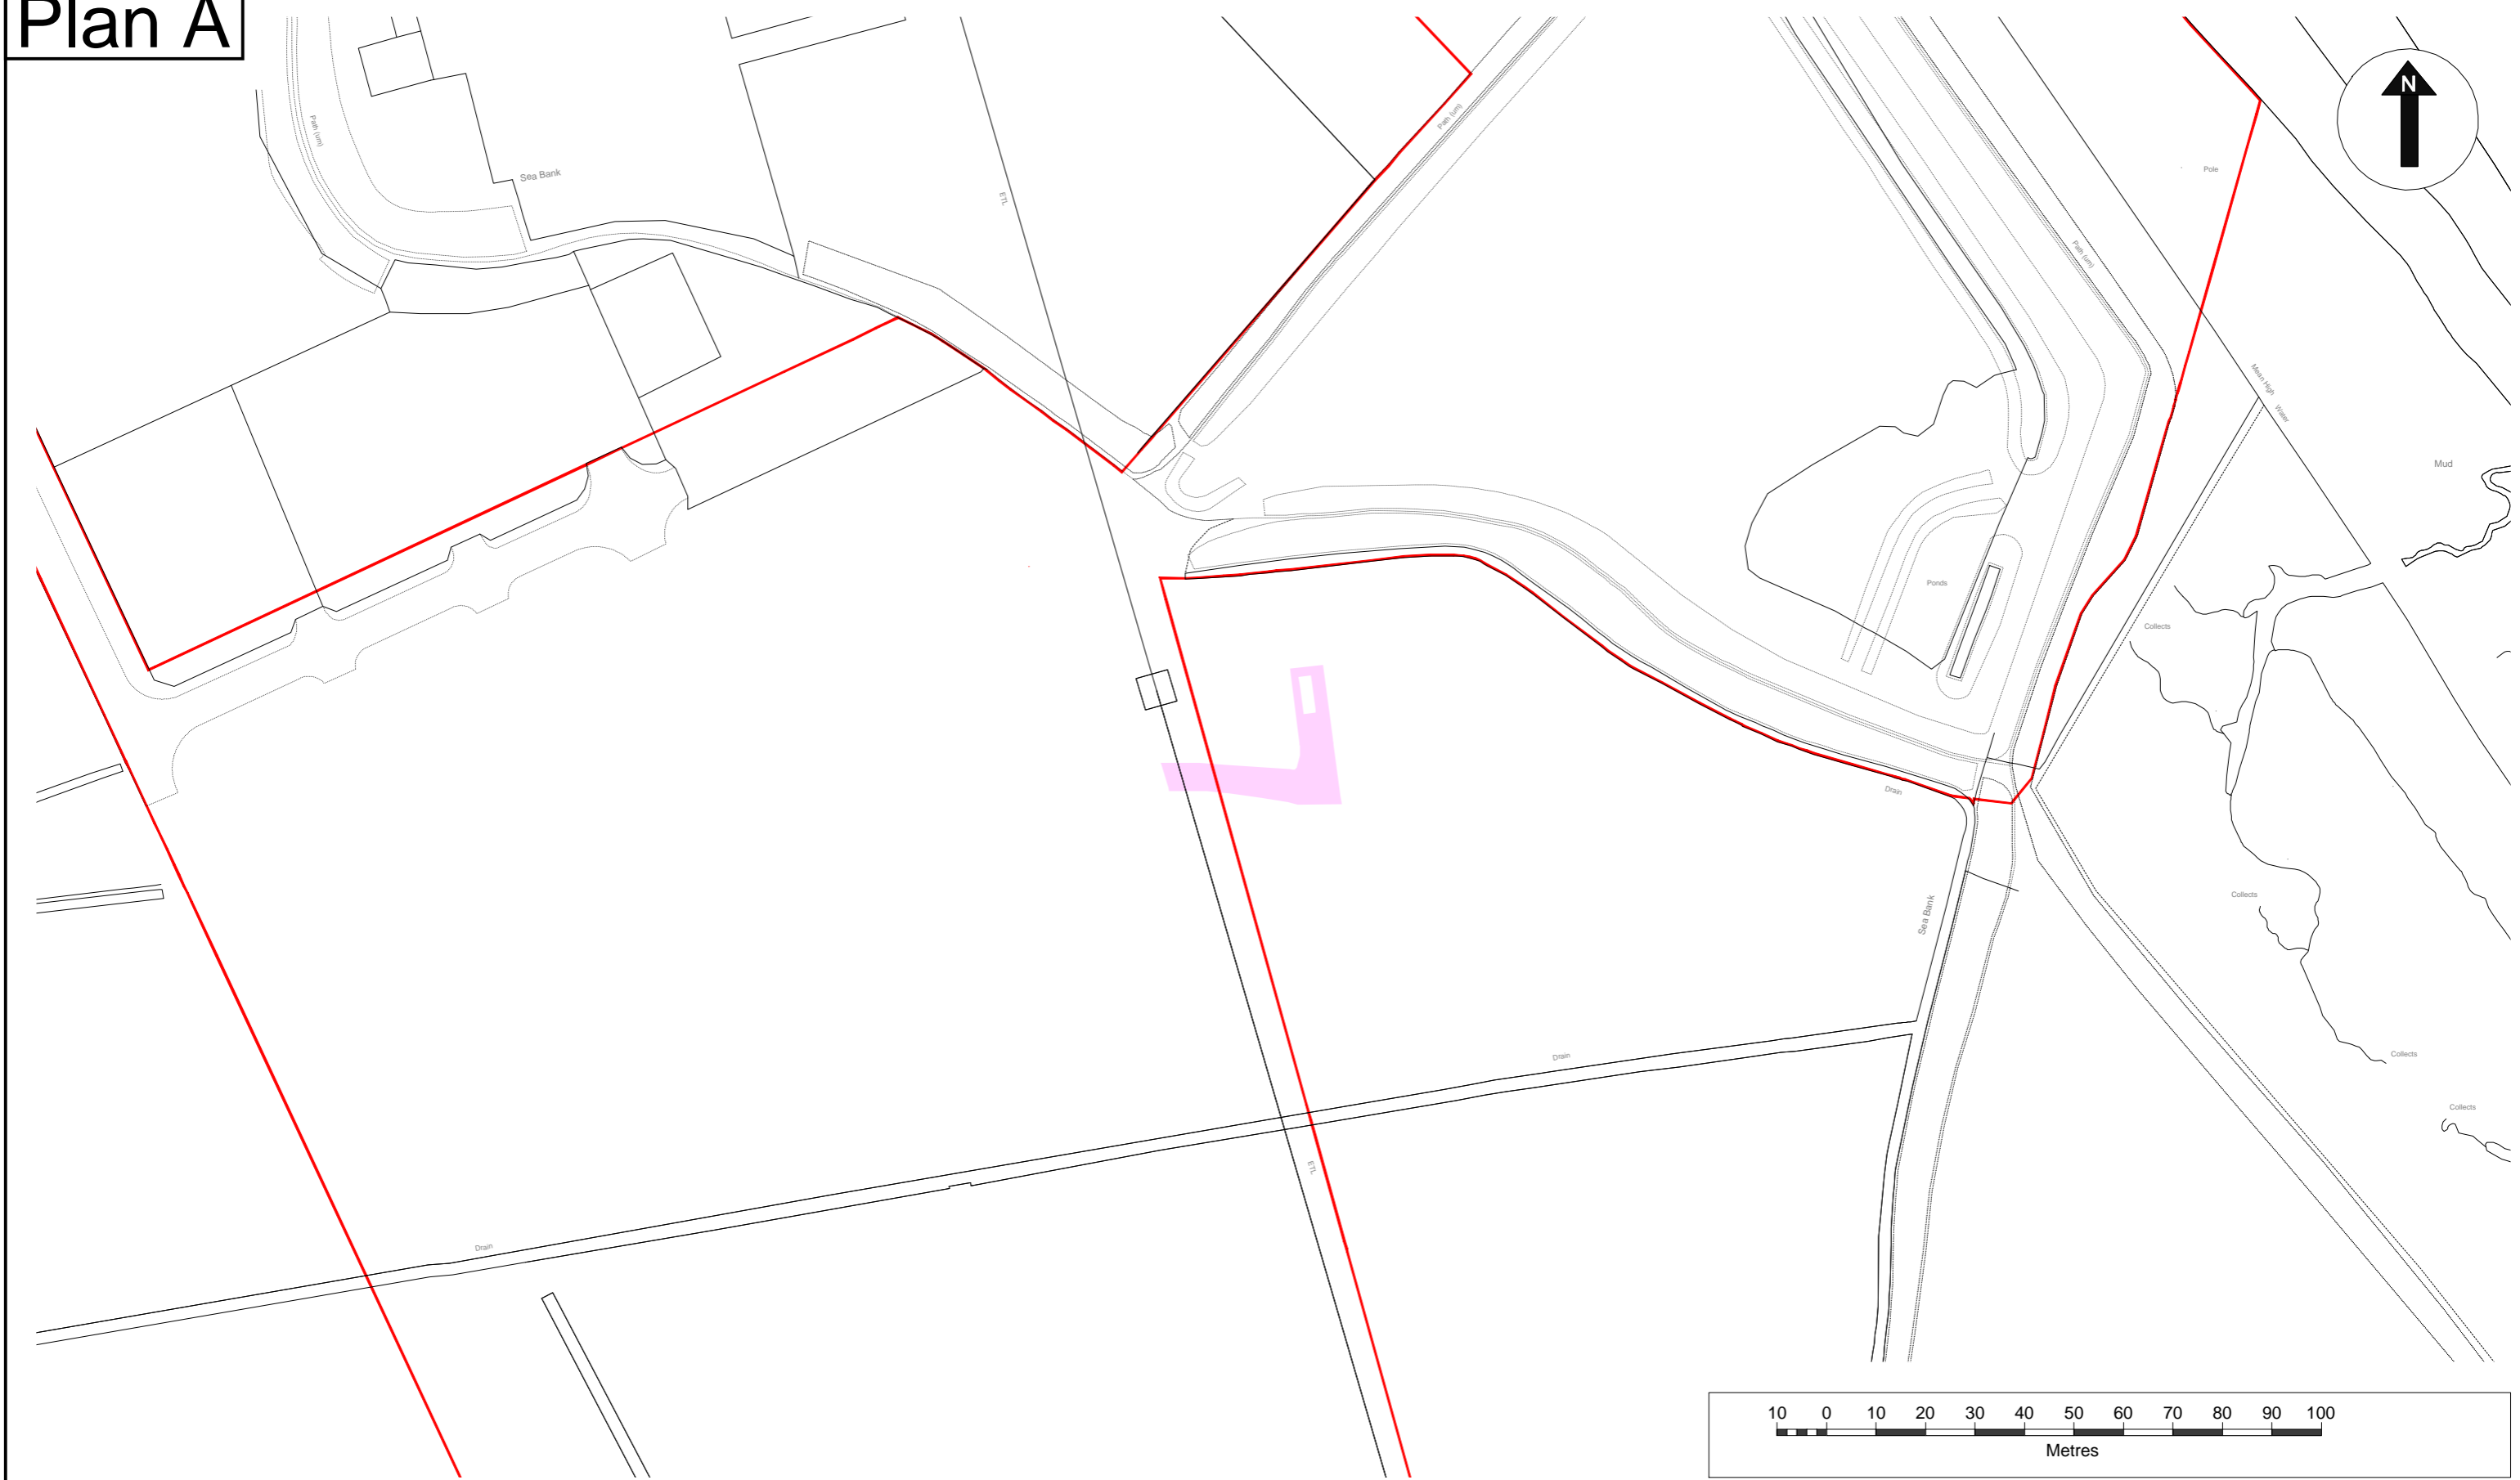 Plan A
N
Path (um)
Sea Bank
ETL
Path (um)
Pole
Path (um)
Mean High
Water
Mud
Ponds
Collects
Drain
Collects
Sea Bank
Drain
Collects
Collects
ETL
Drain
10 0 10 20 30 40 50 60 70 80 90 100
Metres